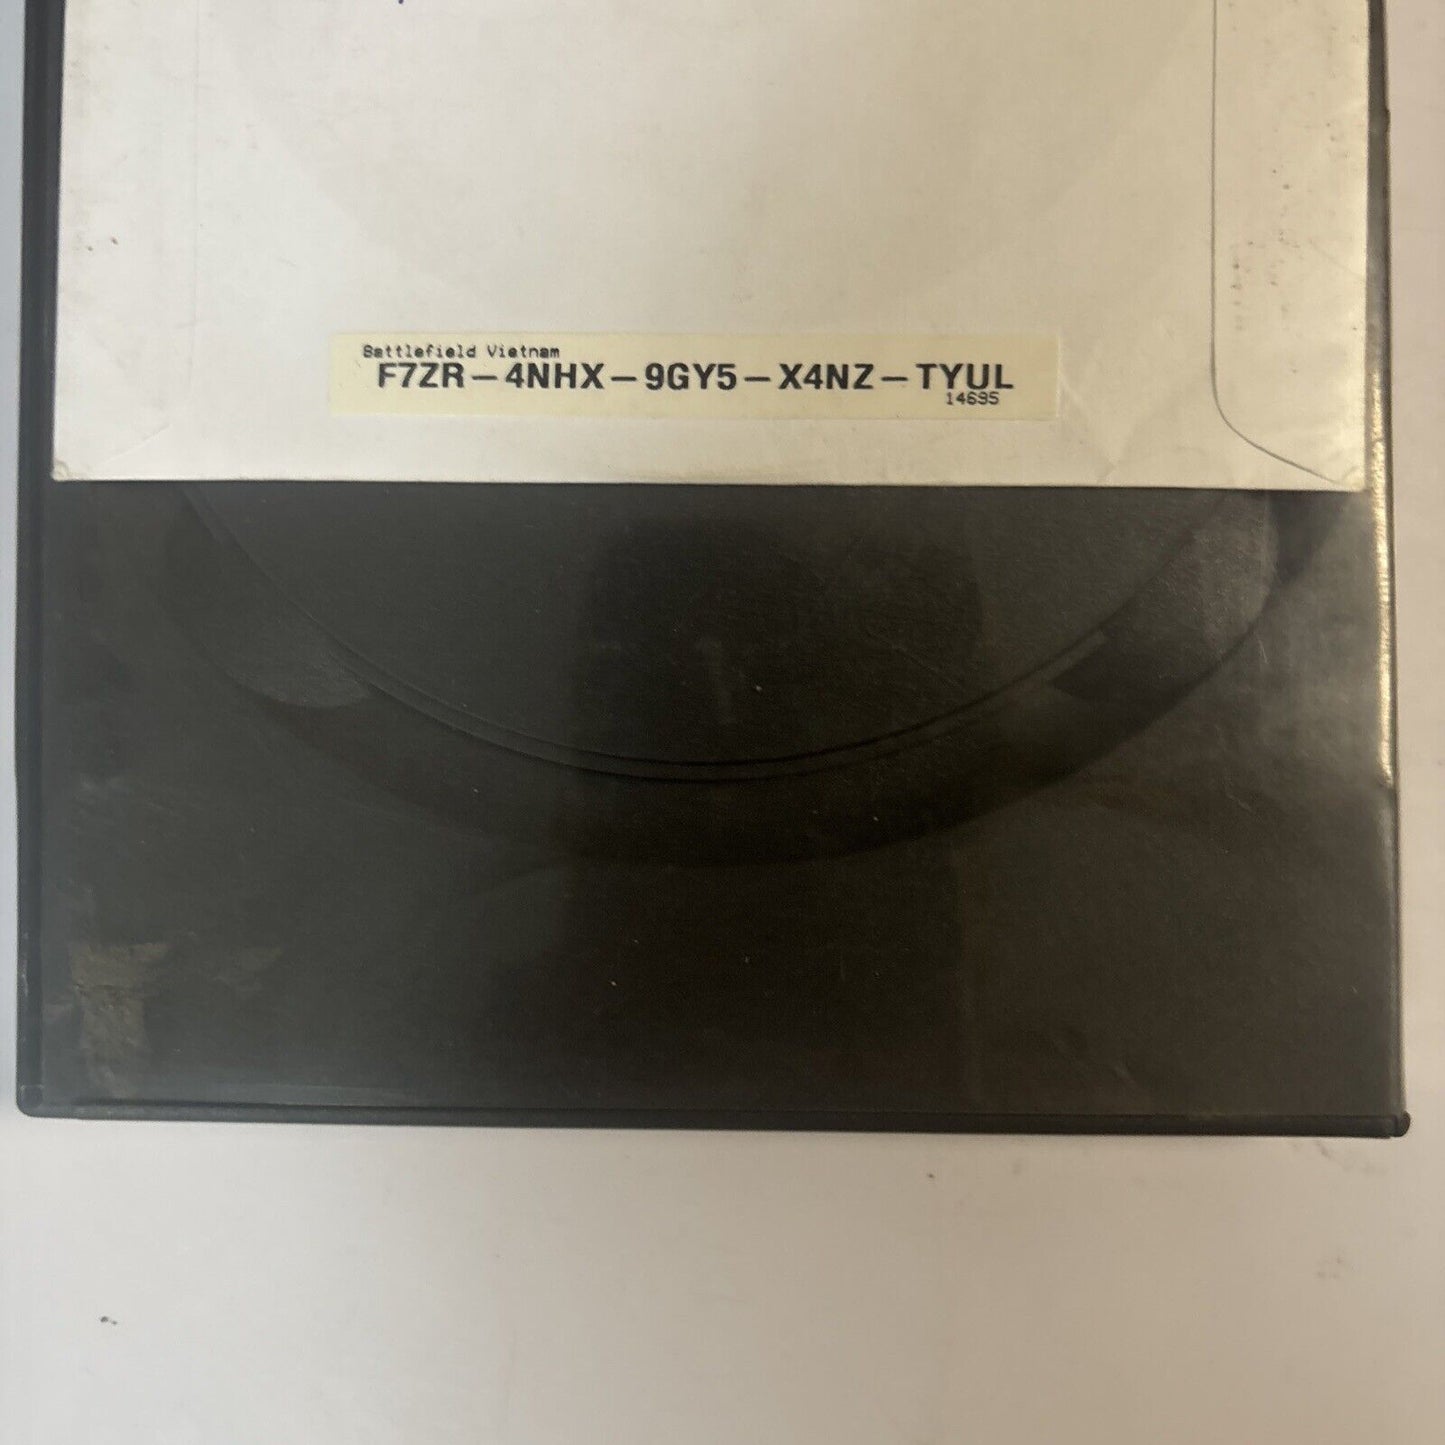 Battlefield Vietnam
F7ZR-4NHX-9GY5-X4NZ-TYUL
14695